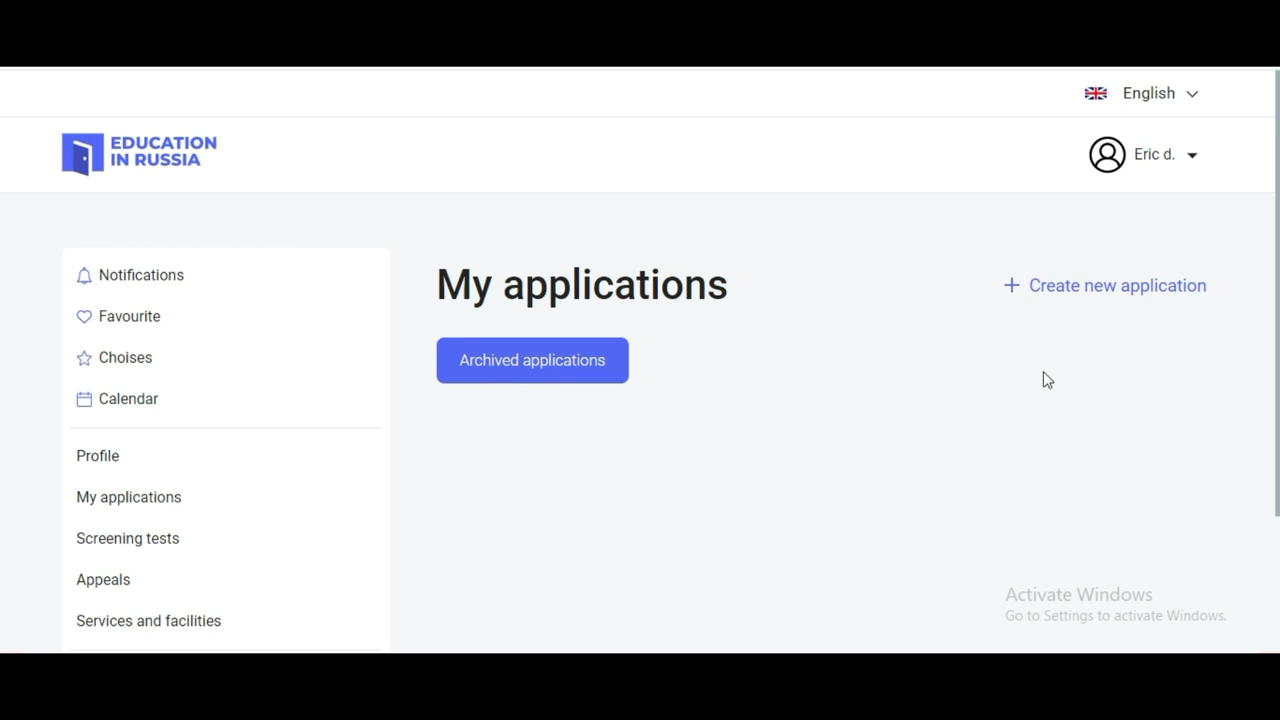 English
EDUCATION
IN RUSSIA
Eric d.
Notifications
Favourite
Choises
Calendar
Profile
My applications
Screening tests
Appeals
Services and facilities
My applications
Create new application
Archived applications
Activate Windows
Go to Settings to activate Windows.